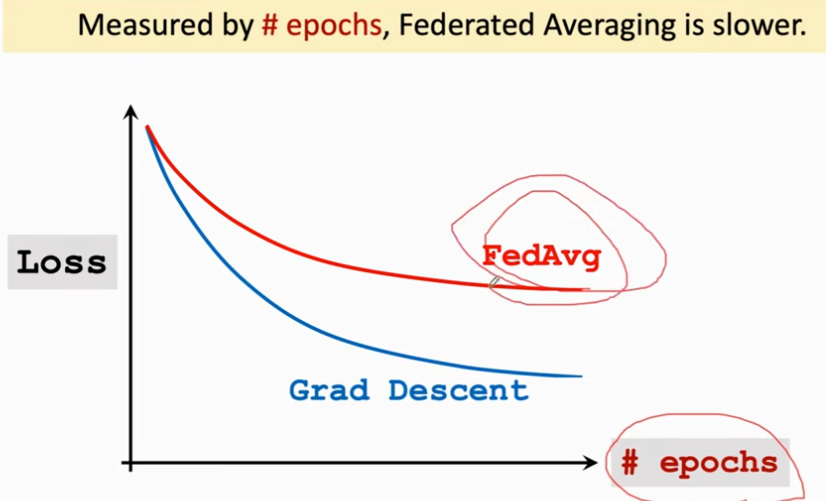 Measured by # epochs, Federated Averaging is slower.
FedAvg
Loss
Grad Descent
# epochs